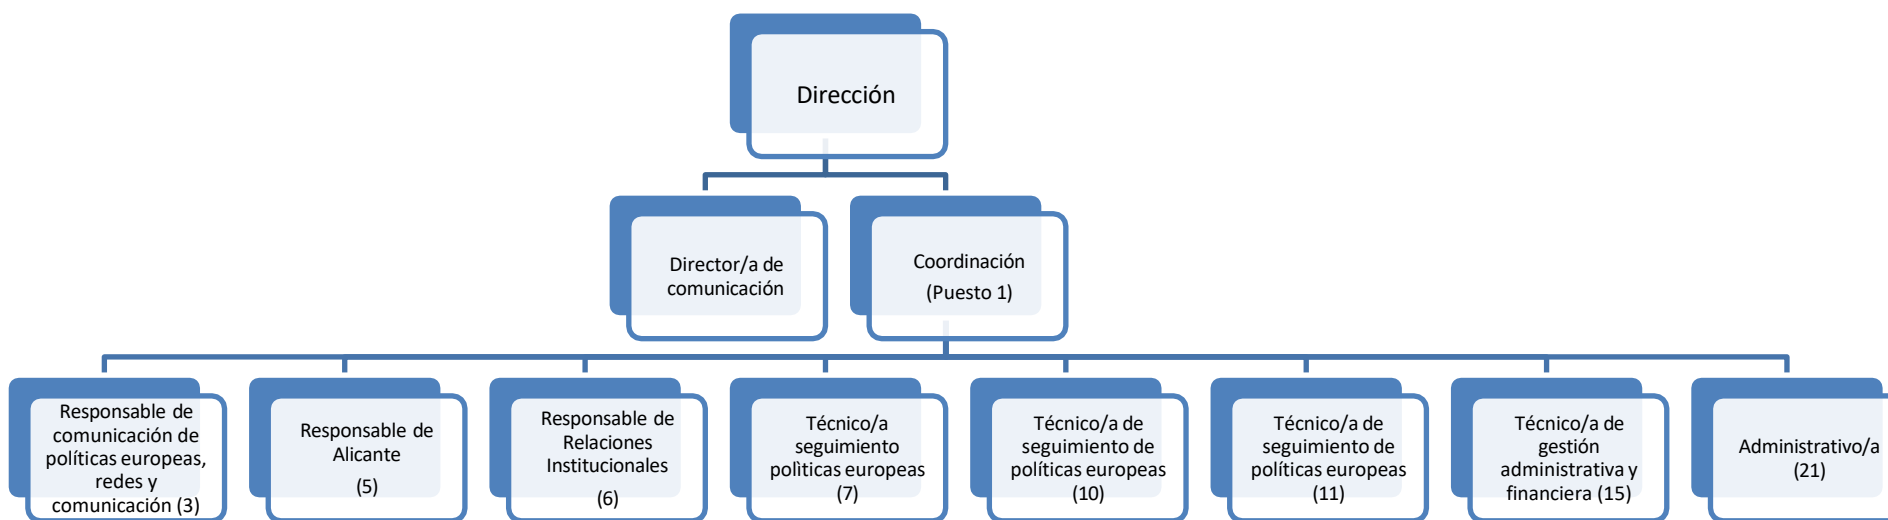 Dirección
Director/a de
comunicación
Coordinación
(Puesto 1)
Responsable de
comunicación de
políticas europeas,
redes y
comunicación (3)
Responsable de
Alicante
(5)
Responsable de
Relaciones
Institucionales
(6)
Técnico/a
seguimiento
políticas europeas
(7)
Técnico/a de
seguimiento de
políticas europeas
(10)
Técnico/a de
seguimiento de
políticas europeas
(11)
Técnico/a de
gestión
administrativa y
financiera (15)
Administrativo/a
(21)